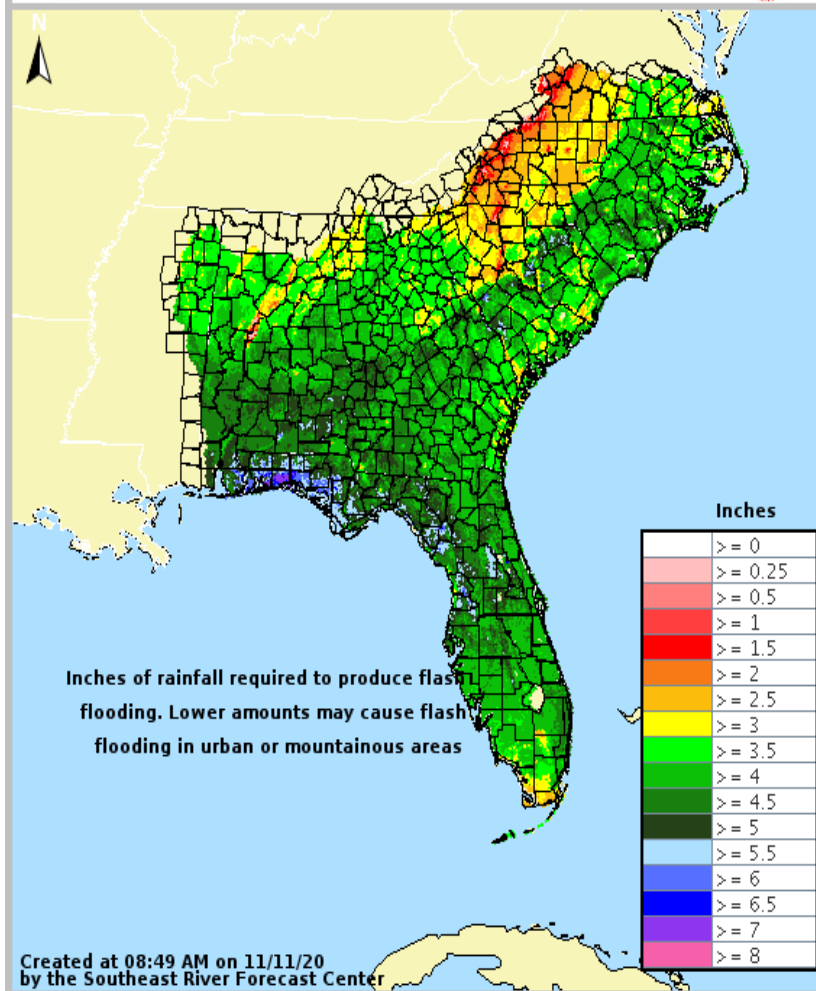 N
Inches of rainfall required to produce flash
flooding. Lower amounts may cause flash
flooding in urban or mountainous areas
Inches
>= 0
>= 0.25
>= 0.5
>= 1
>= 1.5
>= 2
>= 2.5
>= 3
>= 3.5
>= 4
>= 4.5
>= 5
>= 5.5
>= 6
>= 6.5
>= 7
>= 8
Created at 08:49 AM on 11/11/20
by the Southeast River Forecast Center